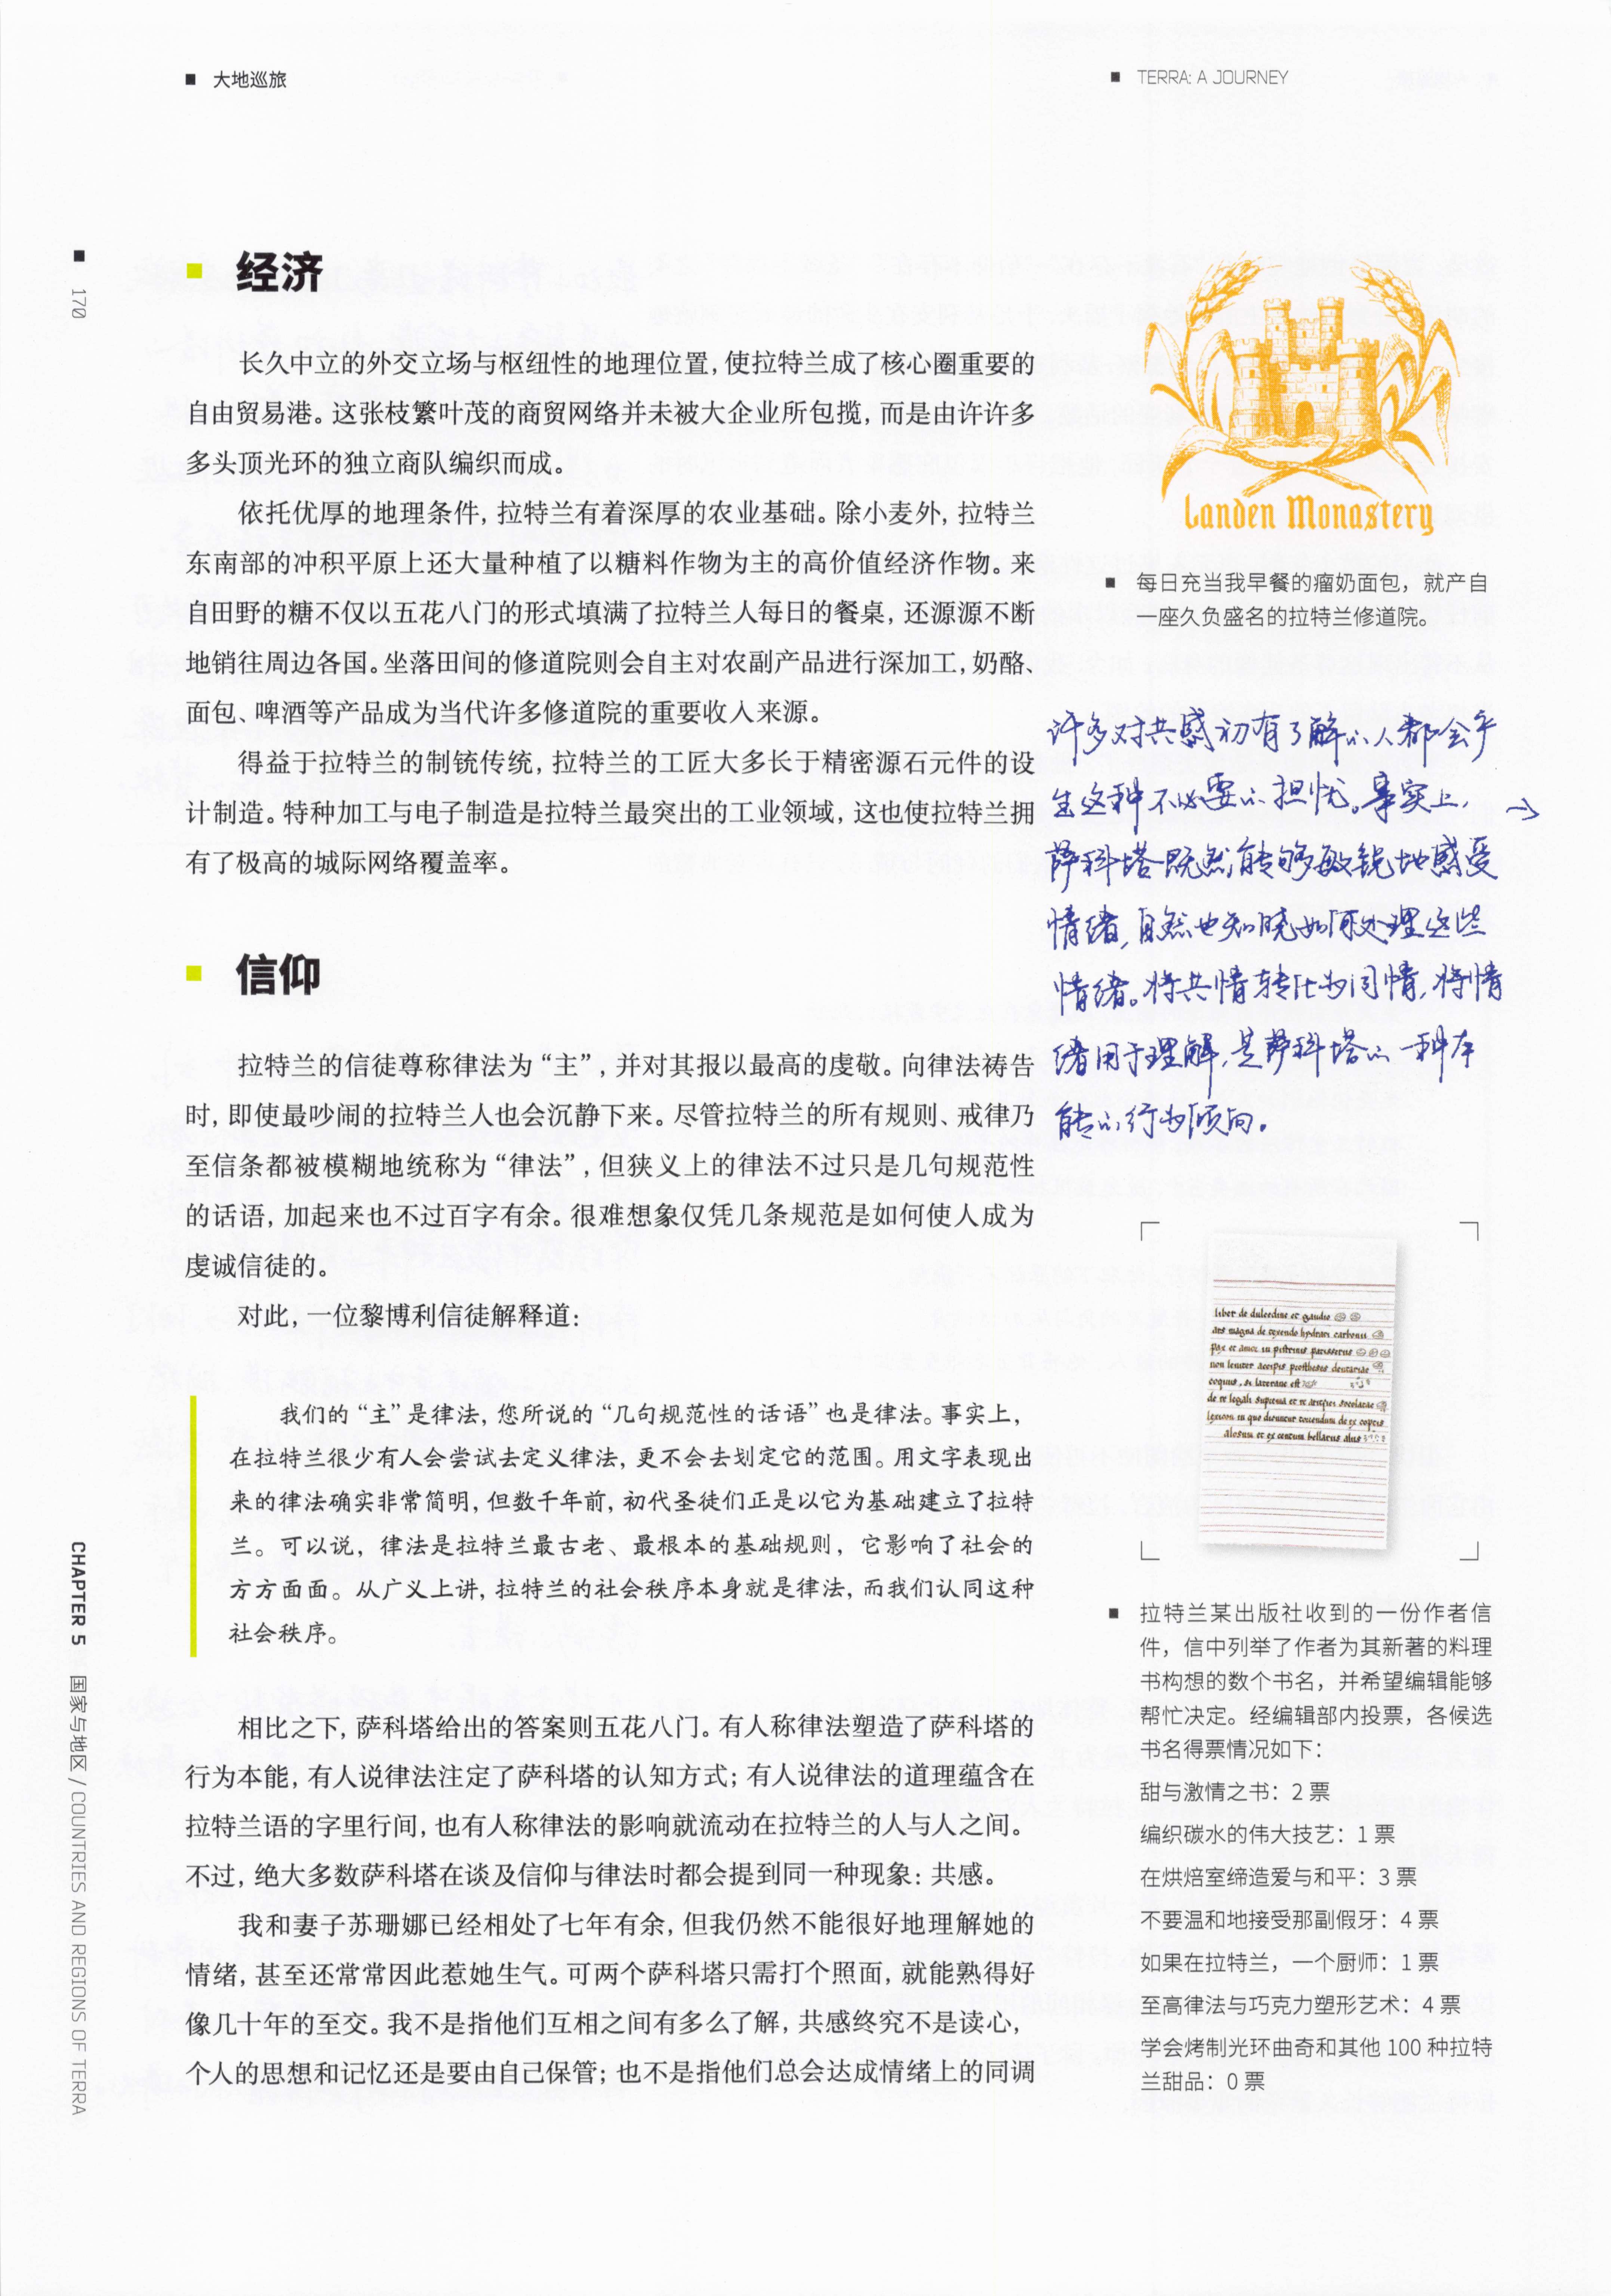 大地巡旅
TERRA: A JOURNEY
170
经济
长久中立的外交立场与枢纽性的地理位置，使拉特兰成了核心圈重要的
自由贸易港。这张枝繁叶茂的商贸网络并未被大企业所包揽，而是由许许多
多头顶光环的独立商队编织而成。
依托优厚的地理条件，拉特兰有着深厚的农业基础。除小麦外，拉特兰
东南部的冲积平原上还大量种植了以糖料作物为主的高价值经济作物。来
自田野的糖不仅以五花八门的形式填满了拉特兰人每日的餐桌，还源源不断
地销往周边各国。坐落田间的修道院则会自主对农副产品进行深加工，奶酪、
面包、啤酒等产品成为当代许多修道院的重要收入来源。
得益于拉特兰的制铳传统，拉特兰的工匠大多长于精密源石元件的设
计制造。特种加工与电子制造是拉特兰最突出的工业领域，这也使拉特兰拥
有了极高的城际网络覆盖率。
信仰
拉特兰的信徒尊称律法为“主”，并对其报以最高的虔敬。向律法祷告
时，即使最吵闹的拉特兰人也会沉静下来。尽管拉特兰的所有规则、戒律乃
至信条都被模糊地统称为“律法”，但狭义上的律法不过只是几句规范性
的话语，加起来也不过百字有余。很难想象仅凭几条规范是如何使人成为
虔诚信徒的。
对此，一位黎博利信徒解释道：
我们的“主”是律法，您所说的“几句规范性的话语”也是律法。事实上，
在拉特兰很少有人会尝试去定义律法，更不会去划定它的范围。用文字表现出
来的律法确实非常简明，但数千年前，初代圣徒们正是以它为基础建立了拉特
兰。可以说，律法是拉特兰最古老、最根本的基础规则，它影响了社会的
方方面面。从广义上讲，拉特兰的社会秩序本身就是律法，而我们认同这种
社会秩序。
相比之下，萨科塔给出的答案则五花八门。有人称律法塑造了萨科塔的
行为本能，有人说律法注定了萨科塔的认知方式；有人说律法的道理蕴含在
拉特兰语的字里行间，也有人称律法的影响就流动在拉特兰的人与人之间。
不过，绝大多数萨科塔在谈及信仰与律法时都会提到同一种现象：共感。
我和妻子苏珊娜已经相处了七年有余，但我仍然不能很好地理解她的
情绪，甚至还常常因此惹她生气。可两个萨科塔只需打个照面，就能熟得好
像几十年的至交。我不是指他们互相之间有多么了解，共感终究不是读心，
个人的思想和记忆还是要由自己保管；也不是指他们总会达成情绪上的同调
Landen Monastery
每日充当我早餐的瘤奶面包，就产自
一座久负盛名的拉特兰修道院。
许多对共感初有了解的人都会产
生这种不必要的担忧。事实上，
萨科塔既然能够敏锐地感受
情绪，自然也知晓如何处理这些
情绪。将共情转化为同情，将情
绪用于理解，是萨科塔的一种本
能的行为倾向。
liber de dulcedine et gaudio
ars magna de texendo hydrati carbonis
pax et amor in pistrinis
non leniter accipis prosthesis dentariae
coquus, si laterane est
de re legali suprema et re artifici socolatae
alosnu et ex centum bellariis aliis
拉特兰某出版社收到的一份作者信
件，信中列举了作者为其新著的料理
书构想的数个书名，并希望编辑能够
帮忙决定。经编辑部内投票，各候选
书名得票情况如下：
甜与激情之书：2 票
编织碳水的伟大技艺：1 票
在烘焙室缔造爱与和平：3 票
不要温和地接受那副假牙：4 票
如果在拉特兰，一个厨师：1 票
至高律法与巧克力塑形艺术：4 票
学会烤制光环曲奇和其他 100 种拉特
兰甜品：0 票
CHAPTER 5 国家与地区 / COUNTRIES AND REGIONS OF TERRA